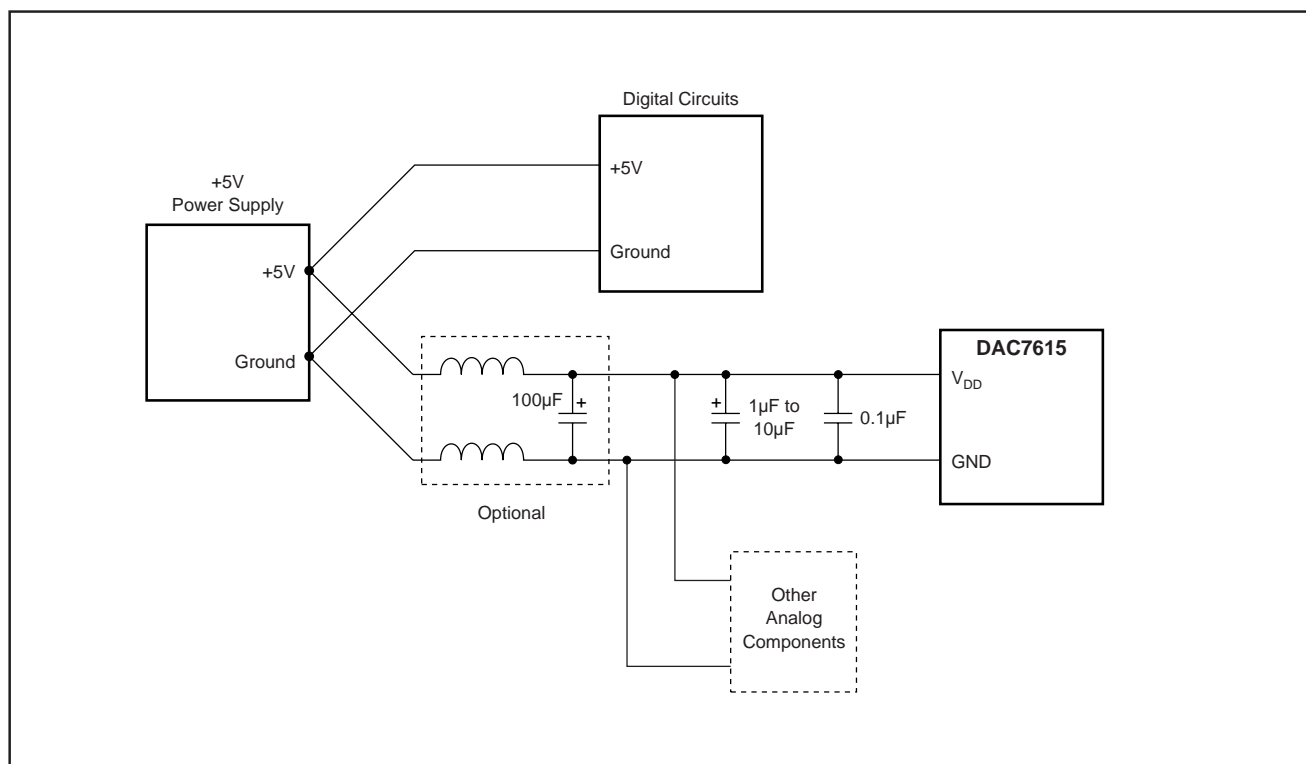 Digital Circuits
+5V
Ground
+5V
Power Supply
+5V
Ground
100µF
+
Optional
+
1µF to
10µF
0.1µF
DAC7615
VDD
GND
Other
Analog
Components